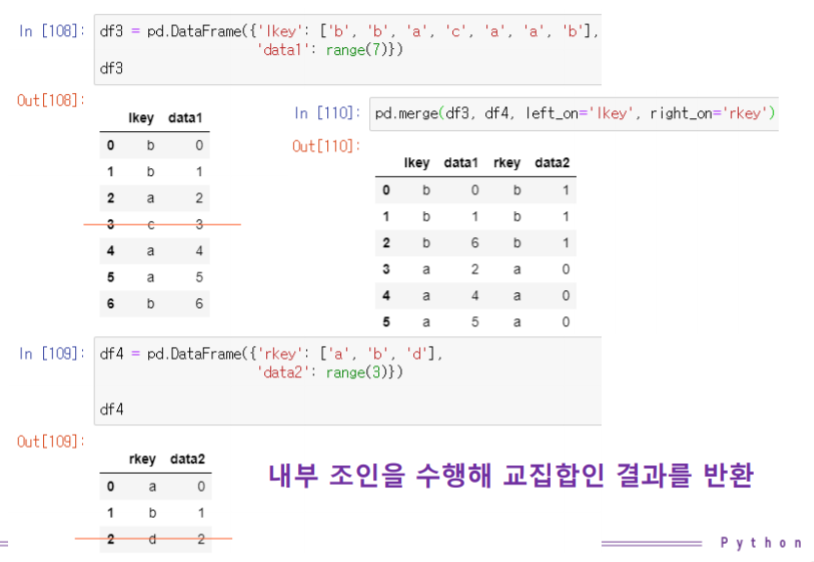 In [108]: df3 = pd.DataFrame({'lkey': ['b', 'b', 'a', 'c', 'a', 'a', 'b'],
'data1': range(7)})
df3
Out[108]:
lkey data1
0 b 0
1 b 1
2 a 2
3 c 3
4 a 4
5 a 5
6 b 6
In [110]: pd.merge(df3, df4, left_on='lkey', right_on='rkey')
Out[110]:
lkey data1 rkey data2
0 b 0 b 1
1 b 1 b 1
2 b 6 b 1
3 a 2 a 0
4 a 4 a 0
5 a 5 a 0
In [109]: df4 = pd.DataFrame({'rkey': ['a', 'b', 'd'],
'data2': range(3)})
df4
Out[109]:
rkey data2
0 a 0
1 b 1
2 d 2
내부 조인을 수행해 교집합인 결과를 반환
Python